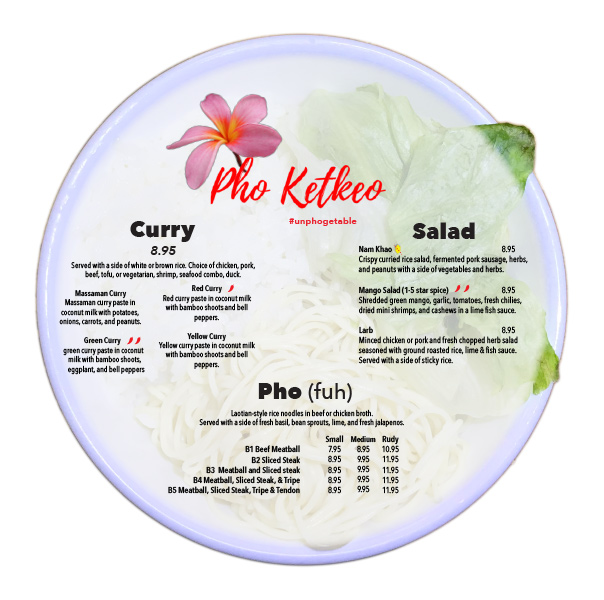 Pho Ketkeo
#unphogetable
Curry
8.95
Served with a side of white or brown rice. Choice of chicken, pork,
beef, tofu, or vegetarian, shrimp, seafood combo, duck.
Massaman Curry
Massaman curry paste in
coconut milk with potatoes,
onions, carrots, and peanuts.
Red Curry
Red curry paste in coconut milk
with bamboo shoots and bell
peppers.
Green Curry
green curry paste in coconut
milk with bamboo shoots,
eggplant, and bell peppers
Yellow Curry
Yellow curry paste in coconut milk
with bamboo shoots and bell
peppers.
Salad
Nam Khao 8.95
Crispy curried rice salad, fermented pork sausage, herbs,
and peanuts with a side of vegetables and herbs.
Mango Salad (1-5 star spice) 8.95
Shredded green mango, garlic, tomatoes, fresh chilies,
dried mini shrimps, and cashews in a lime fish sauce.
Larb 8.95
Minced chicken or pork and fresh chopped herb salad
seasoned with ground roasted rice, lime & fish sauce.
Served with a side of sticky rice.
Pho (fuh)
Laotian-style rice noodles in beef or chicken broth.
Served with a side of fresh basil, bean sprouts, lime, and fresh jalapenos.
Small Medium Rudy
B1 Beef Meatball 7.95 8.95 10.95
B2 Sliced Steak 8.95 9.95 11.95
B3 Meatball and Sliced steak 8.95 9.95 11.95
B4 Meatball, Sliced Steak, & Tripe 8.95 9.95 11.95
B5 Meatball, Sliced Steak, Tripe & Tendon 8.95 9.95 11.95